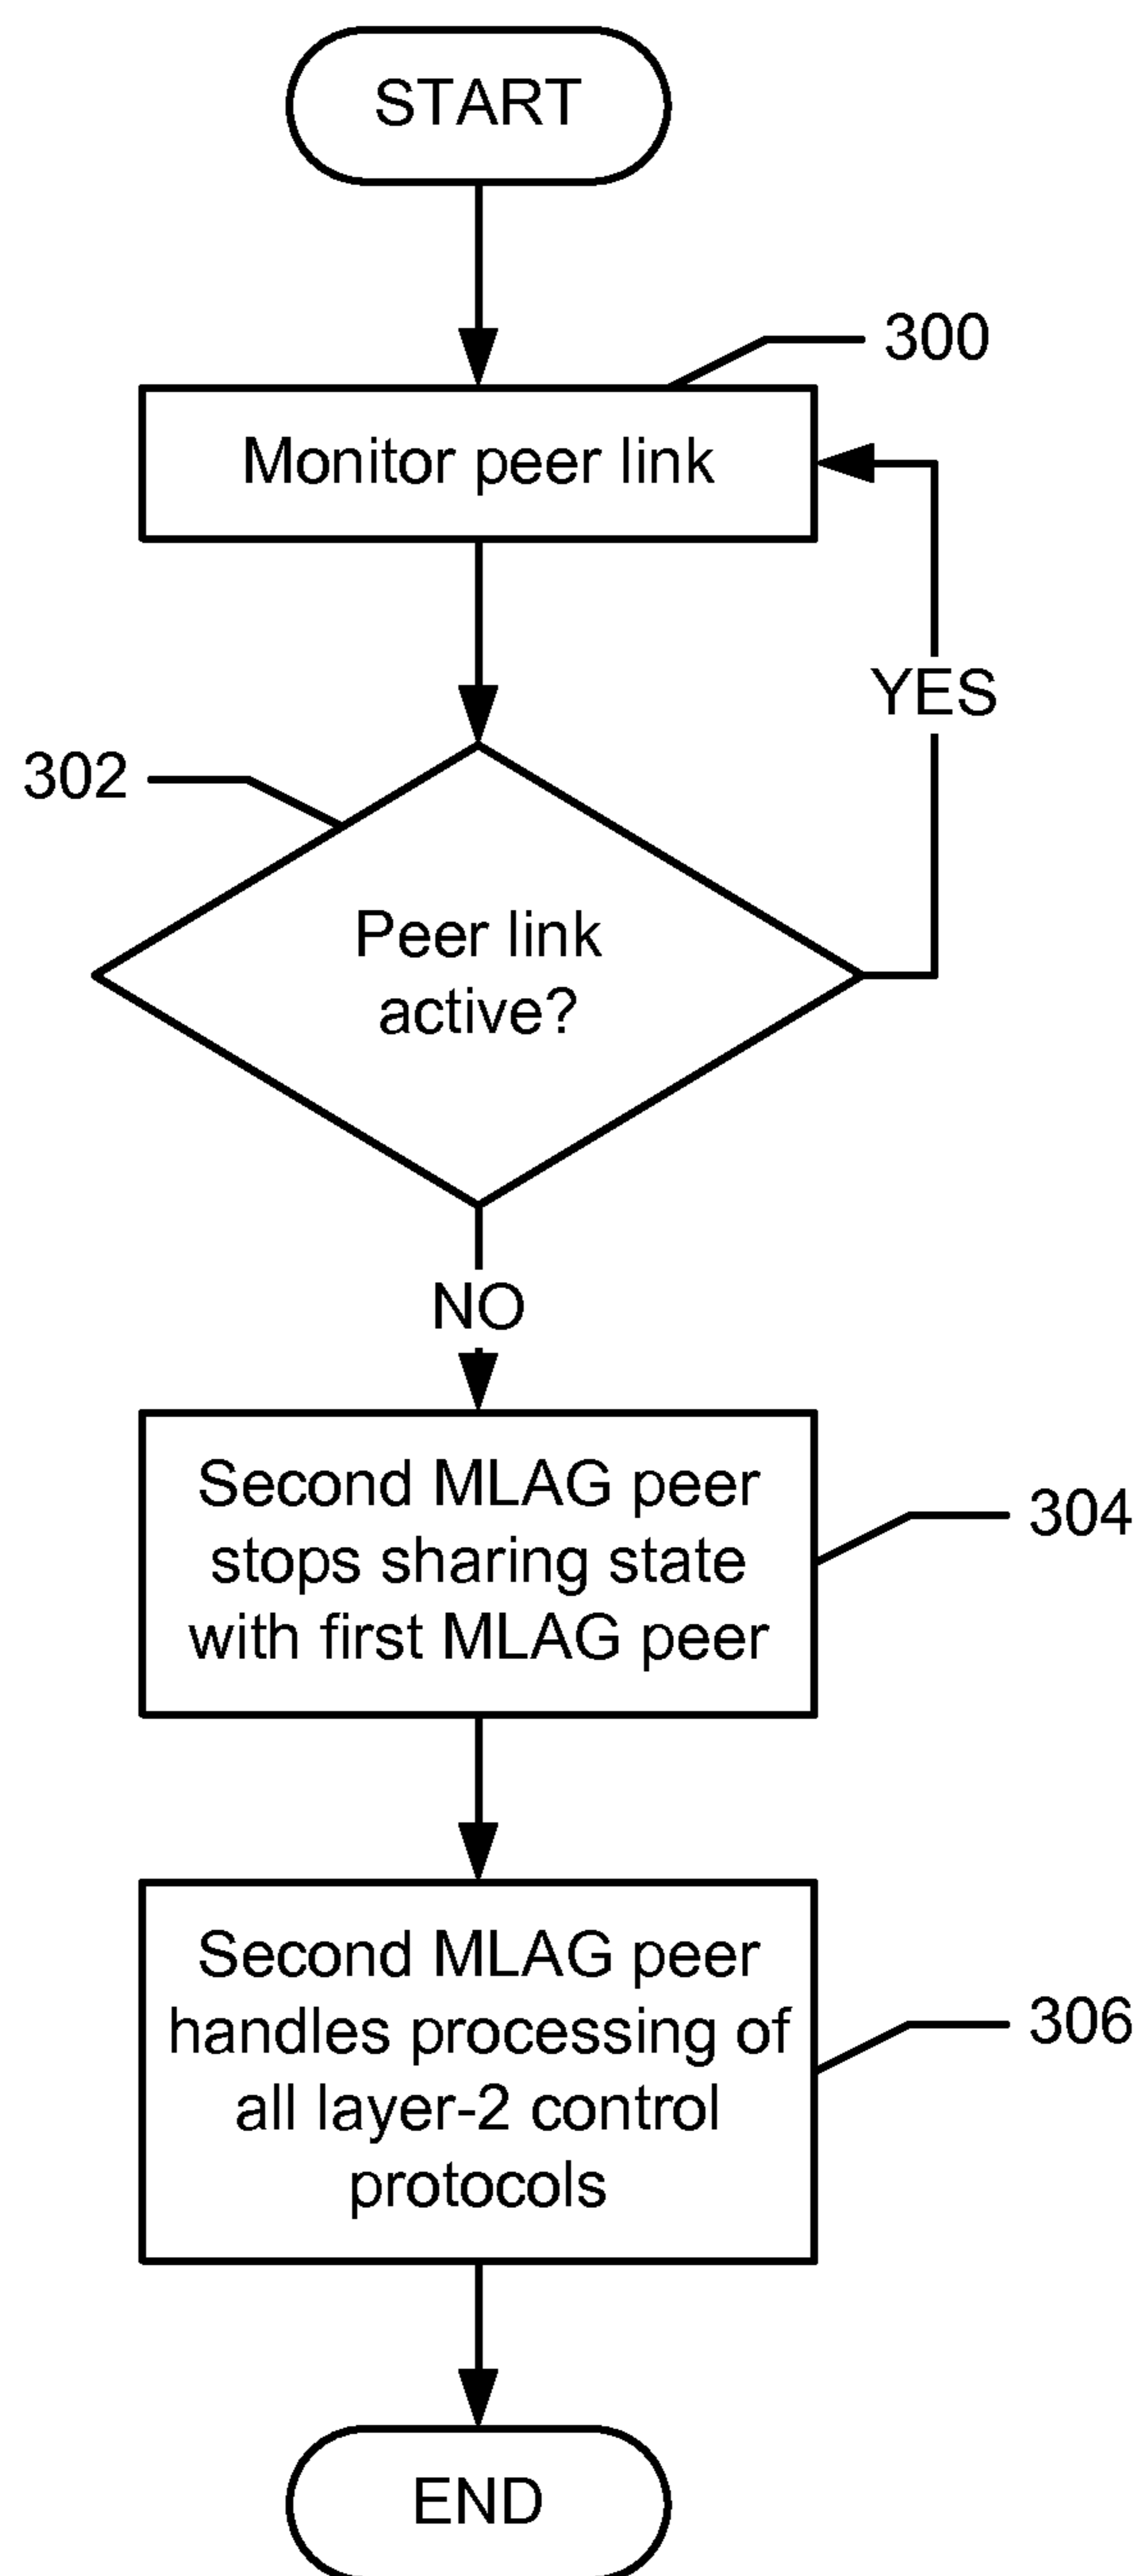 START
300
Monitor peer link
YES
302
Peer link
active?
NO
Second MLAG peer
stops sharing state
with first MLAG peer
304
Second MLAG peer
handles processing of
all layer-2 control
protocols
306
END